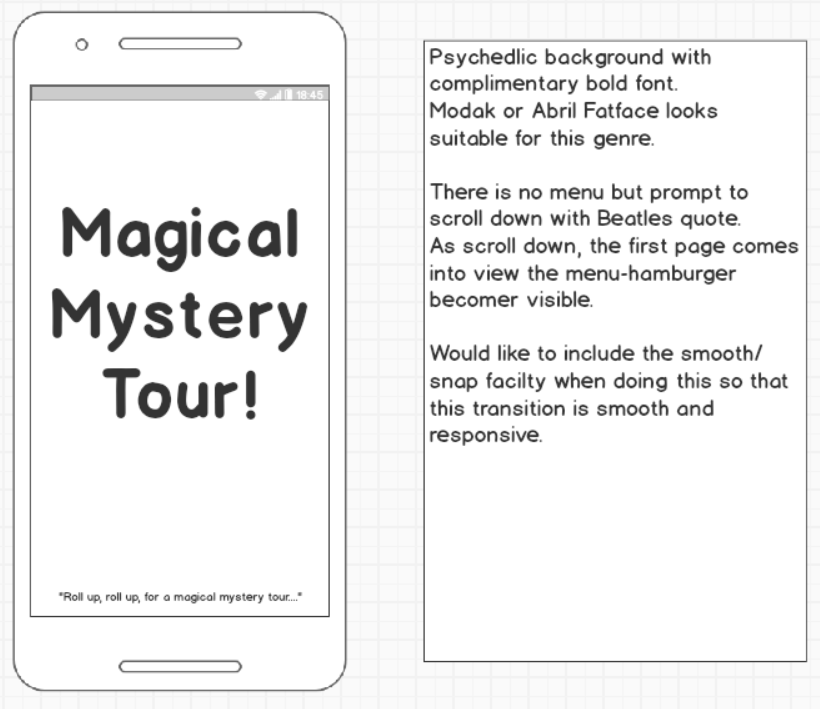 18:45
Magical
Mystery
Tour!
"Roll up, roll up, for a magical mystery tour...."
Psychedlic background with
complimentary bold font.
Modak or Abril Fatface looks
suitable for this genre.
There is no menu but prompt to
scroll down with Beatles quote.
As scroll down, the first page comes
into view the menu-hamburger
becomer visible.
Would like to include the smooth/
snap facilty when doing this so that
this transition is smooth and
responsive.